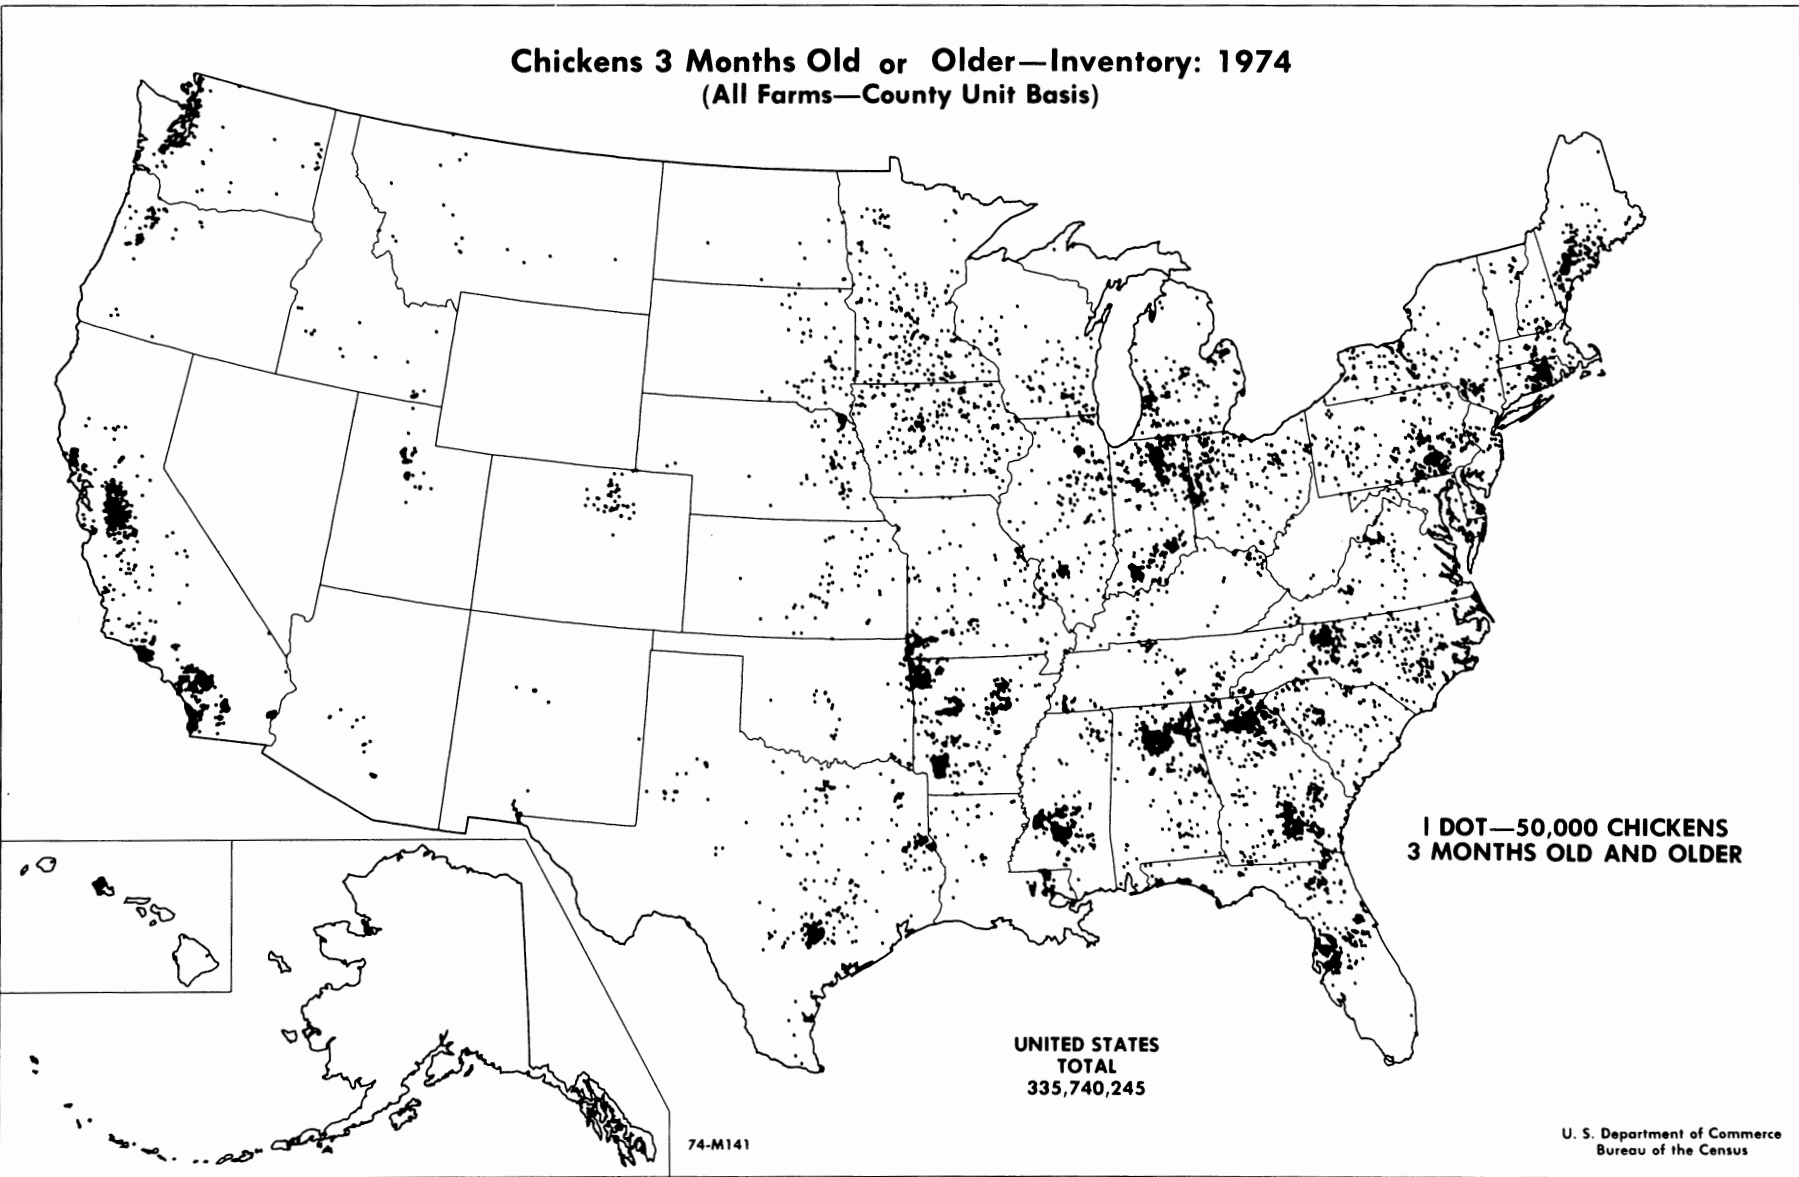 Chickens 3 Months Old or Older—Inventory: 1974
(All Farms—County Unit Basis)
1 DOT—50,000 CHICKENS
3 MONTHS OLD AND OLDER
UNITED STATES
TOTAL
335,740,245
74-M141
U. S. Department of Commerce
Bureau of the Census